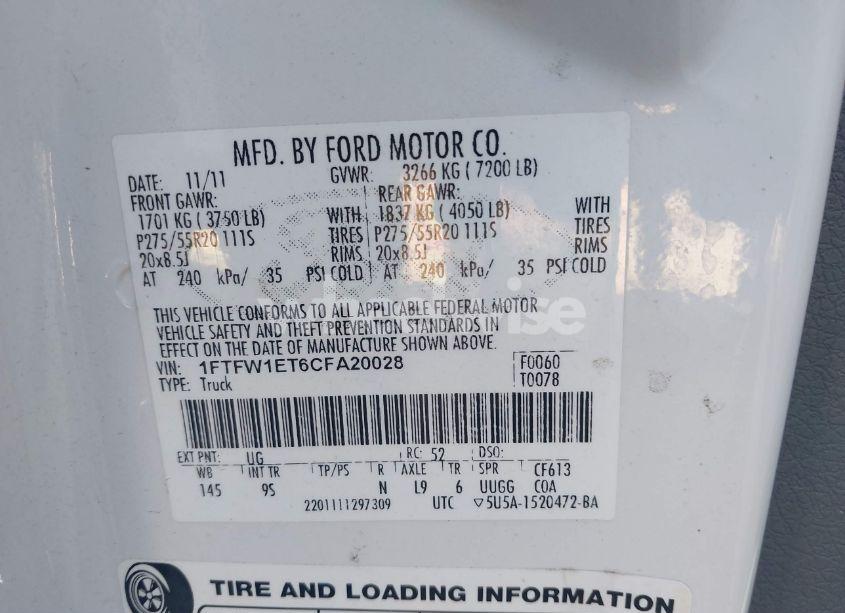 MFD. BY FORD MOTOR CO.
DATE: 11/11 GVWR: 3266 KG ( 7200 LB)
FRONT GAWR: REAR GAWR:
1701 KG ( 3750 LB) WITH 1837 KG ( 4050 LB) WITH
P275/55R20 111S TIRES P275/55R20 111S TIRES
20x8.5J RIMS 20x8.5J RIMS
AT 240 kPa/ 35 PSI COLD AT 240 kPa/ 35 PSI COLD
THIS VEHICLE CONFORMS TO ALL APPLICABLE FEDERAL MOTOR
VEHICLE SAFETY AND THEFT PREVENTION STANDARDS IN
EFFECT ON THE DATE OF MANUFACTURE SHOWN ABOVE.
VIN: 1FTFW1ET6CFA20028 F0060
TYPE: Truck T0078
EXT PNT: UG RC: 52 DSO:
WB INT TR TP/PS R AXLE TR SPR CF613
145 9S N L9 6 UUGG COA
2201111297309 UTC ▽5U5A-1520472-BA
TIRE AND LOADING INFORMATION